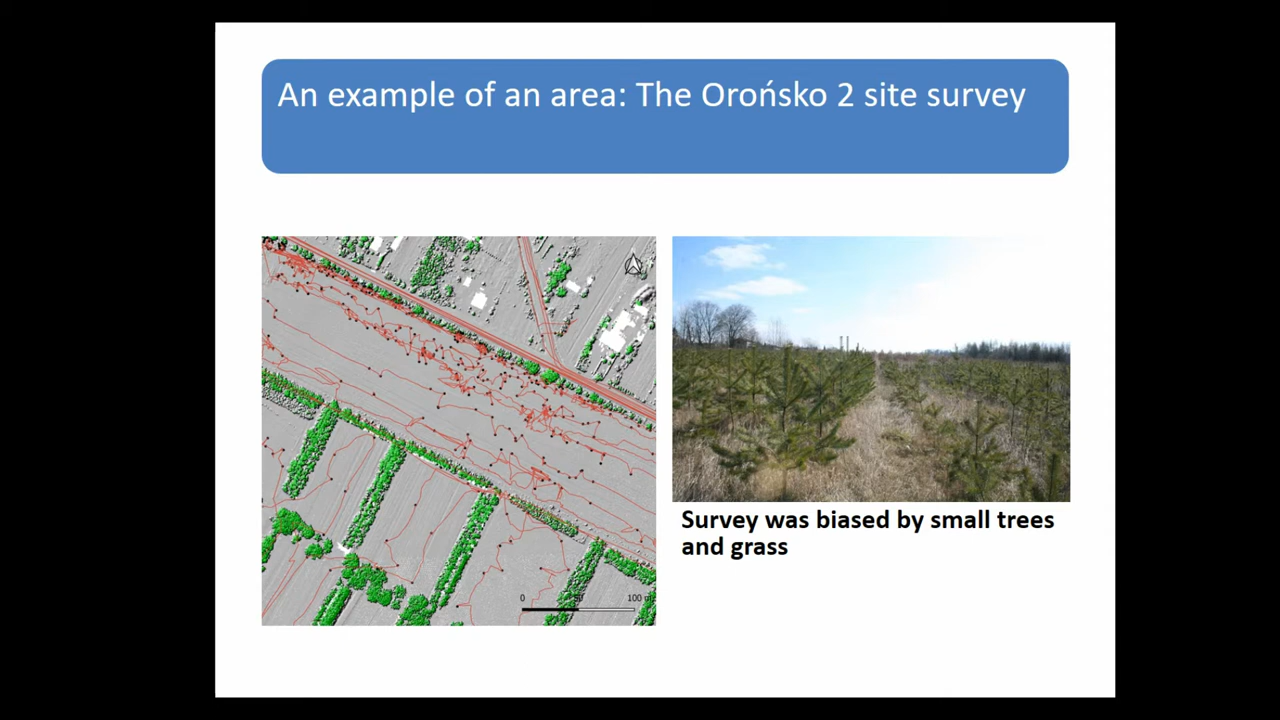 An example of an area: The Orońsko 2 site survey
0 50 100 m
Survey was biased by small trees
and grass